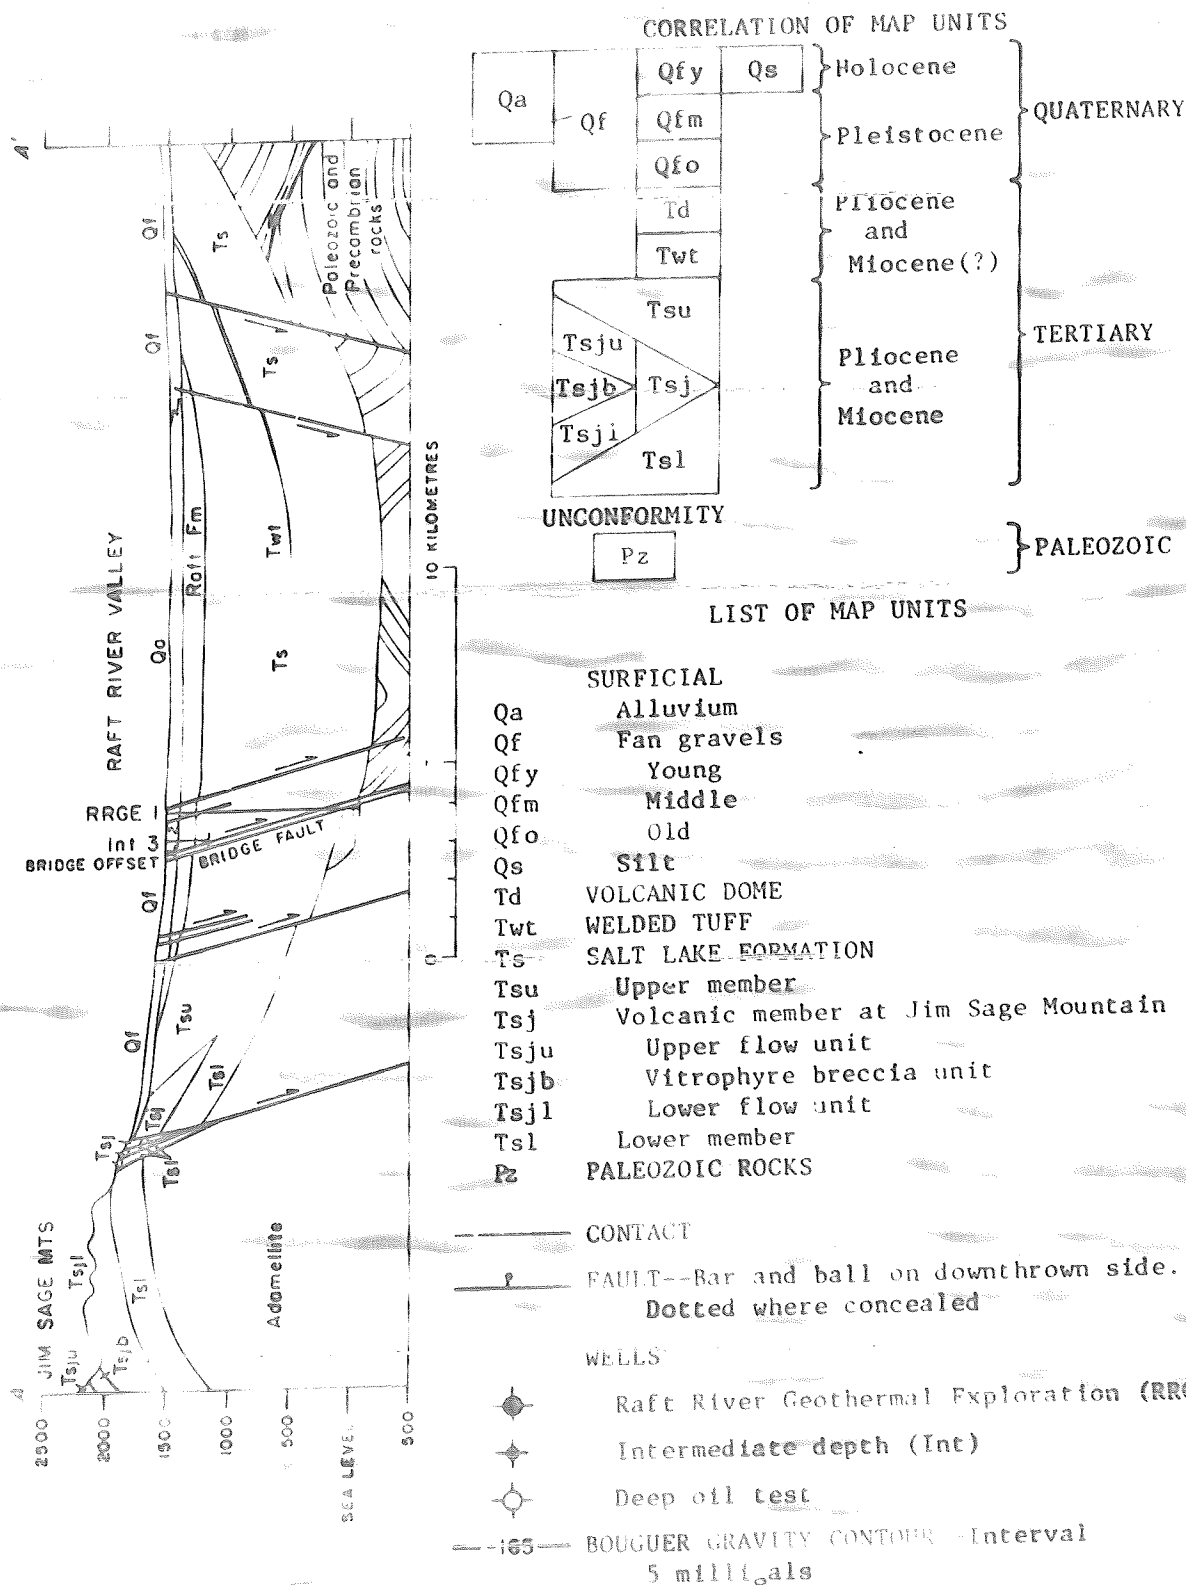 CORRELATION OF MAP UNITS
Qa
Qf
Qfy
Qs
Holocene
Qfm
Pleistocene
Qfo
QUATERNARY
Td
Twt
Pliocene
and
Miocene(?)
Tsu
Tsju
Tsjb
Tsj
Tsji
Tsl
Pliocene
and
Miocene
TERTIARY
UNCONFORMITY
Pz
PALEOZOIC
LIST OF MAP UNITS
SURFICIAL
Qa Alluvium
Qf Fan gravels
Qfy Young
Qfm Middle
Qfo Old
Qs Silt
Td VOLCANIC DOME
Twt WELDED TUFF
Ts SALT LAKE FORMATION
Tsu Upper member
Tsj Volcanic member at Jim Sage Mountain
Tsju Upper flow unit
Tsjb Vitrophyre breccia unit
Tsjl Lower flow unit
Tsl Lower member
Pz PALEOZOIC ROCKS
CONTACT
FAULT--Bar and ball on downthrown side.
Dotted where concealed
WELLS
Raft River Geothermal Exploration (RRG
Intermediate depth (Int)
Deep oil test
-165 BOUGUER GRAVITY CONTOUR Interval
5 milligals
A
A'
JIM SAGE MTS
RAFT RIVER VALLEY
RRGE 1
Int 3
BRIDGE OFFSET
BRIDGE FAULT
Tsju
Tsjb
Tsjl
Tsl
Tsj
Tsl
Tsj
Tsl
Tsu
Qf
Qf
Qa
Qf
Qf
Raft Fm
Twt
Ts
Ts
Ts
Paleozoic and
Precambrian
rocks
Adamellite
2500
2000
1500
1000
500
SEA LEVEL
500
0
10 KILOMETRES